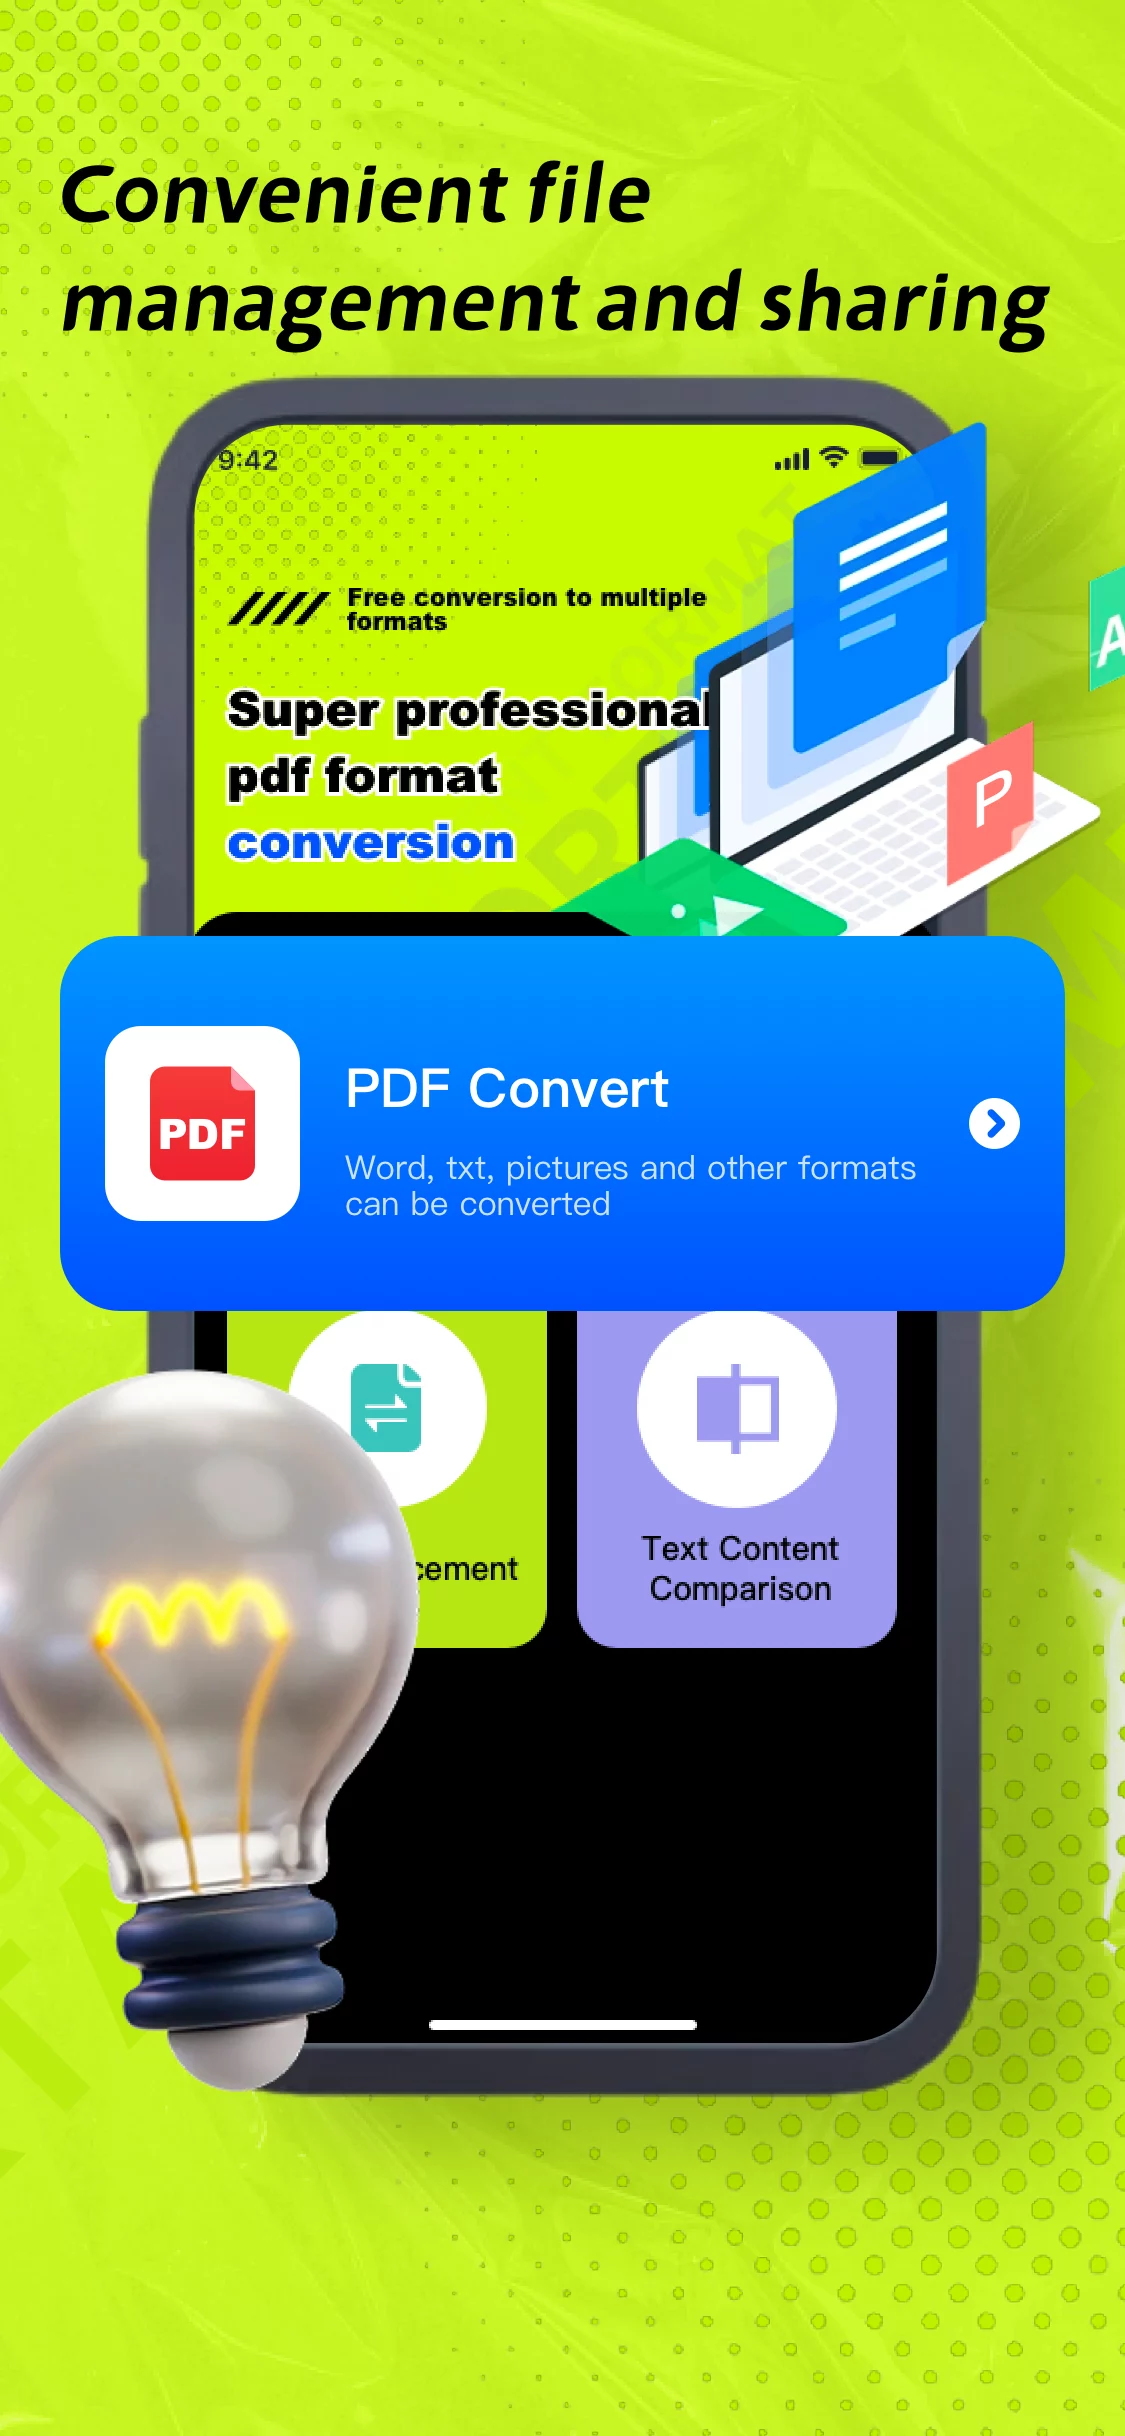 Convenient file
management and sharing
9:42
Free conversion to multiple
formats
Super professional
pdf format
conversion
P
A
PDF
PDF Convert
Word, txt, pictures and other formats
can be converted
cement
Text Content
Comparison